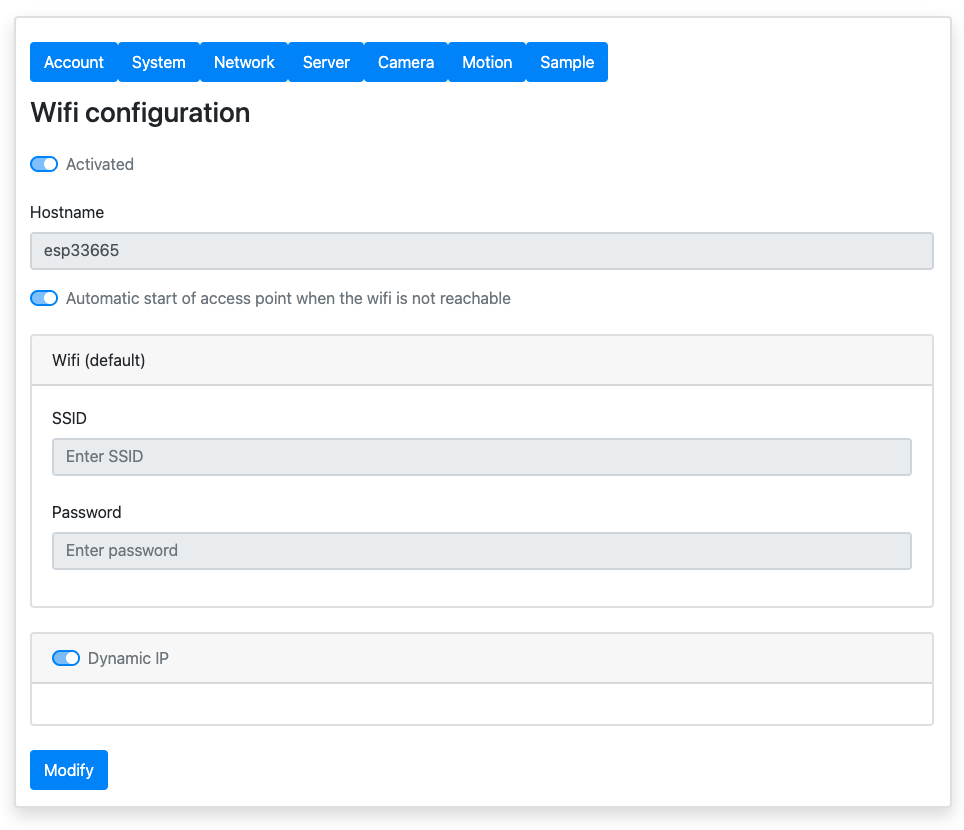 Account System Network Server Camera Motion Sample
Wifi configuration
Activated
Hostname
esp33665
Automatic start of access point when the wifi is not reachable
Wifi (default)
SSID
Enter SSID
Password
Enter password
Dynamic IP
Modify